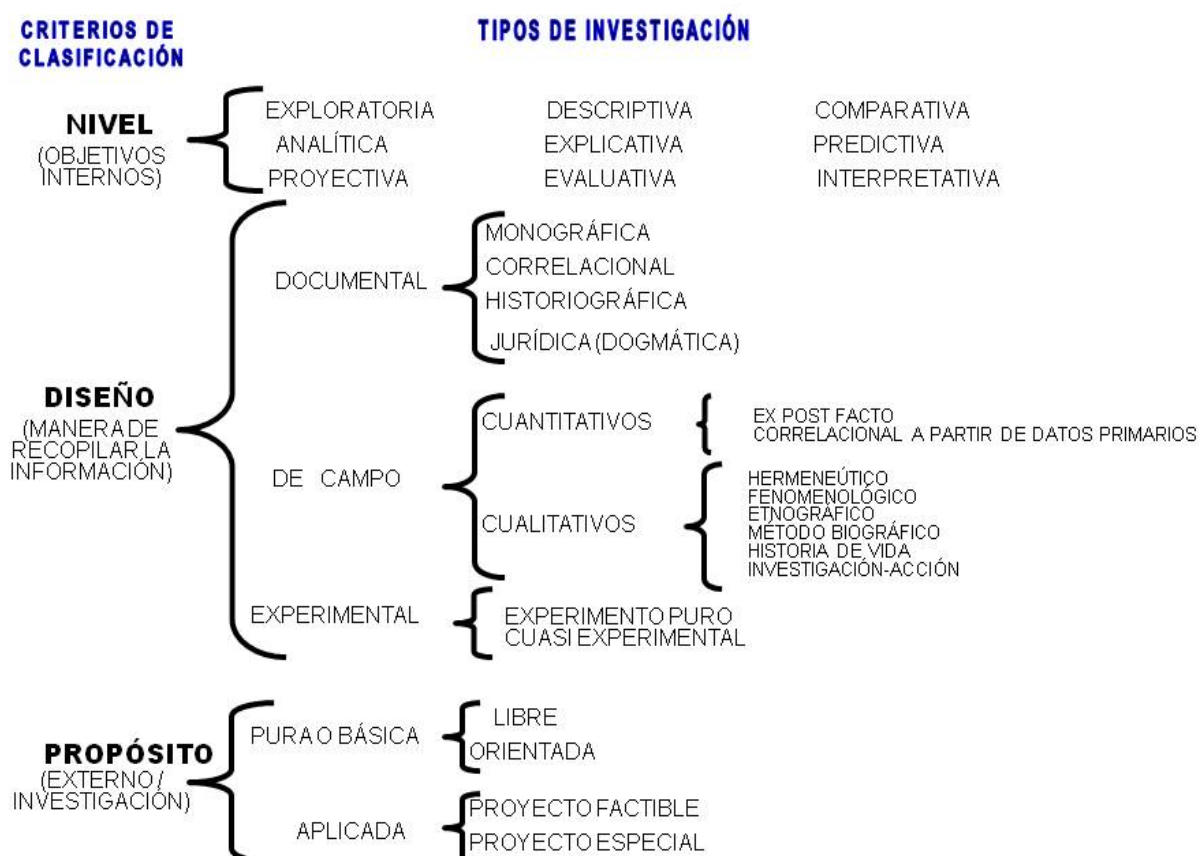 CRITERIOS DE
CLASIFICACIÓN
TIPOS DE INVESTIGACIÓN
NIVEL
(OBJETIVOS
INTERNOS)
EXPLORATORIA DESCRIPTIVA COMPARATIVA
ANALÍTICA EXPLICATIVA PREDICTIVA
PROYECTIVA EVALUATIVA INTERPRETATIVA
DISEÑO
(MANERA DE
RECOPILAR LA
INFORMACIÓN)
DOCUMENTAL
MONOGRÁFICA
CORRELACIONAL
HISTORIOGRÁFICA
JURÍDICA (DOGMÁTICA)
DE CAMPO
CUANTITATIVOS
EX POST FACTO
CORRELACIONAL A PARTIR DE DATOS PRIMARIOS
CUALITATIVOS
HERMENEÚTICO
FENOMENOLÓGICO
ETNOGRÁFICO
MÉTODO BIOGRÁFICO
HISTORIA DE VIDA
INVESTIGACIÓN-ACCIÓN
EXPERIMENTAL
EXPERIMENTO PURO
CUASI EXPERIMENTAL
PROPÓSITO
(EXTERNO /
INVESTIGACIÓN)
PURA O BÁSICA
LIBRE
ORIENTADA
APLICADA
PROYECTO FACTIBLE
PROYECTO ESPECIAL